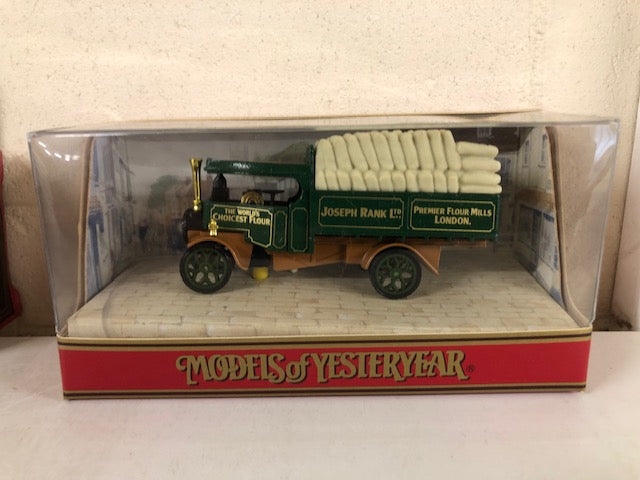 THE WORLD'S
CHOICEST FLOUR
JOSEPH RANK LTD
PREMIER FLOUR MILLS
LONDON.
MODELS of YESTERYEAR®